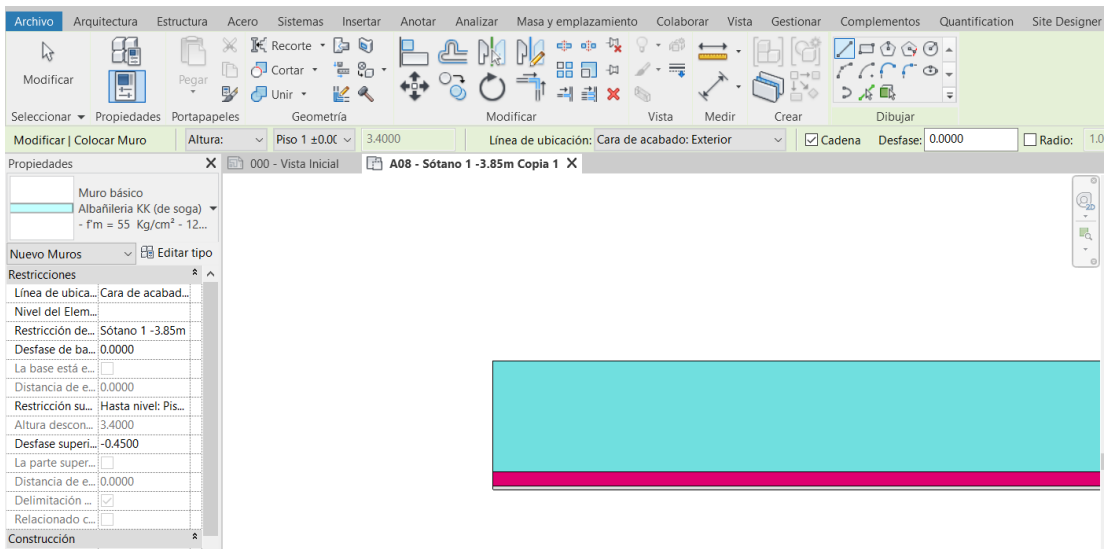 Archivo Arquitectura Estructura Acero Sistemas Insertar Anotar Analizar Masa y emplazamiento Colaborar Vista Gestionar Complementos Quantification Site Designer
Modificar
Pegar
Recorte
Cortar
Unir
Seleccionar Propiedades Portapapeles Geometría Modificar Vista Medir Crear Dibujar
Modificar | Colocar Muro Altura: Piso 1 ±0.0( 3.4000 Línea de ubicación: Cara de acabado: Exterior Cadena Desfase: 0.0000 Radio: 1.0
Propiedades X 000 - Vista Inicial A08 - Sótano 1 -3.85m Copia 1 X
Muro básico
Albañileria KK (de soga)
- f'm = 55 Kg/cm² - 12...
2D
Nuevo Muros Editar tipo
Restricciones
Línea de ubica... Cara de acabad...
Nivel del Elem...
Restricción de... Sótano 1 -3.85m
Desfase de ba... 0.0000
La base está e...
Distancia de e... 0.0000
Restricción su... Hasta nivel: Pis...
Altura descon... 3.4000
Desfase superi... -0.4500
La parte super...
Distancia de e... 0.0000
Delimitación ...
Relacionado c...
Construcción